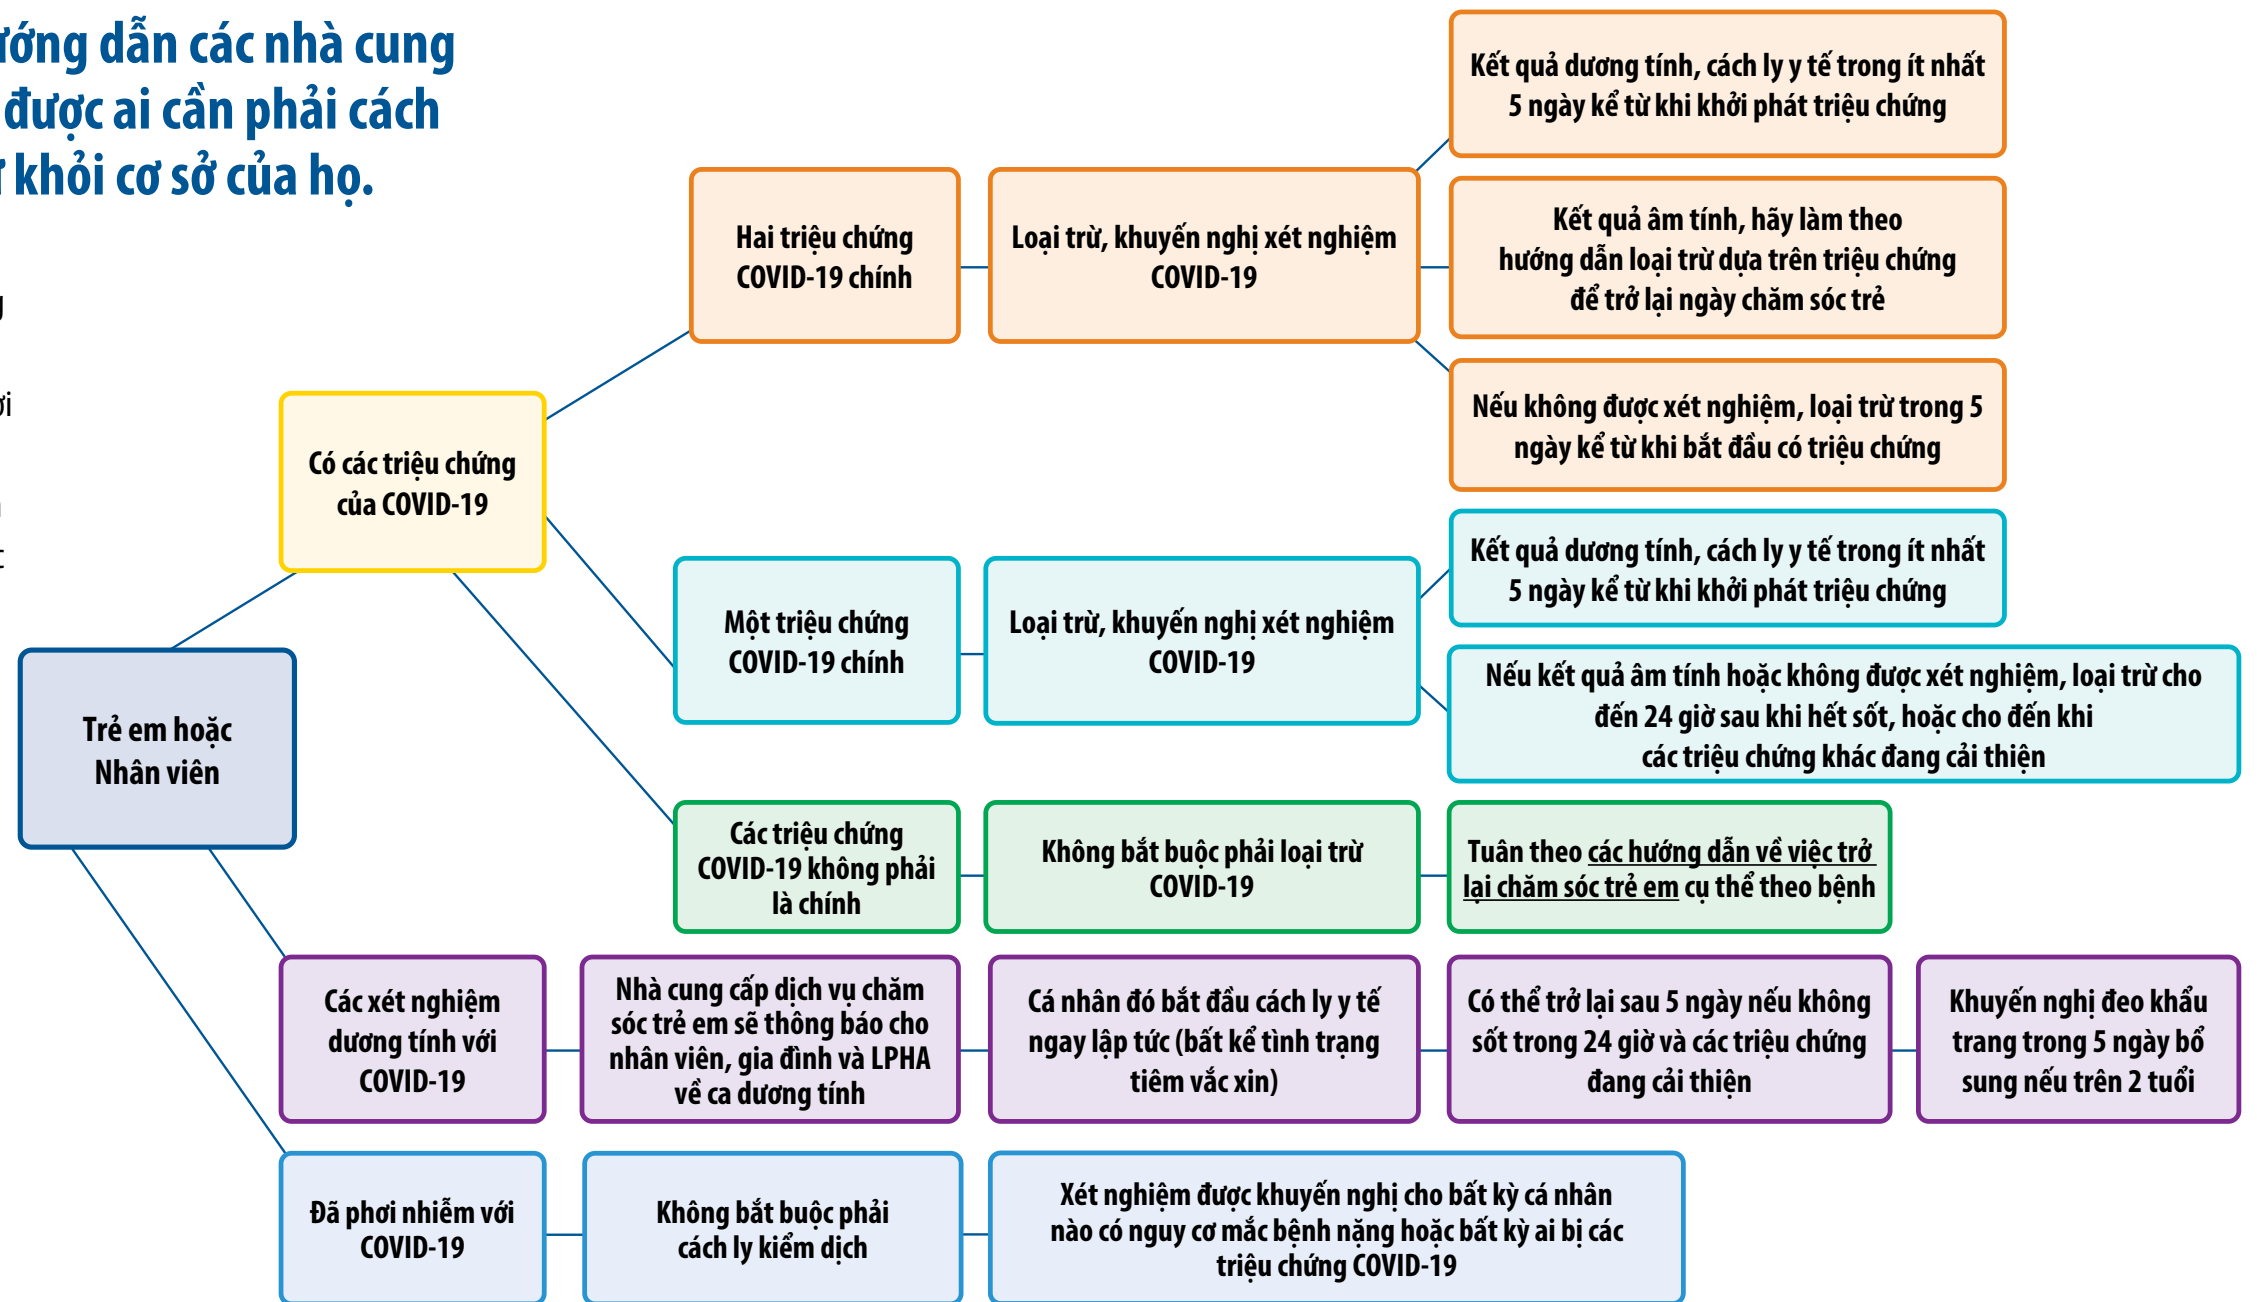 ướng dẫn các nhà cung
được ai cần phải cách
khỏi cơ sở của họ.
Kết quả dương tính, cách ly y tế trong ít nhất
5 ngày kể từ khi khởi phát triệu chứng
Hai triệu chứng
COVID-19 chính
Loại trừ, khuyến nghị xét nghiệm
COVID-19
Kết quả âm tính, hãy làm theo
hướng dẫn loại trừ dựa trên triệu chứng
để trở lại ngày chăm sóc trẻ
Nếu không được xét nghiệm, loại trừ trong 5
ngày kể từ khi bắt đầu có triệu chứng
Có các triệu chứng
của COVID-19
Một triệu chứng
COVID-19 chính
Loại trừ, khuyến nghị xét nghiệm
COVID-19
Kết quả dương tính, cách ly y tế trong ít nhất
5 ngày kể từ khi khởi phát triệu chứng
Nếu kết quả âm tính hoặc không được xét nghiệm, loại trừ cho
đến 24 giờ sau khi hết sốt, hoặc cho đến khi
các triệu chứng khác đang cải thiện
Trẻ em hoặc
Nhân viên
Các triệu chứng
COVID-19 không phải
là chính
Không bắt buộc phải loại trừ
COVID-19
Tuân theo các hướng dẫn về việc trở
lại chăm sóc trẻ em cụ thể theo bệnh
Các xét nghiệm
dương tính với
COVID-19
Nhà cung cấp dịch vụ chăm
sóc trẻ em sẽ thông báo cho
nhân viên, gia đình và LPHA
về ca dương tính
Cá nhân đó bắt đầu cách ly y tế
ngay lập tức (bất kể tình trạng
tiêm vắc xin)
Có thể trở lại sau 5 ngày nếu không
sốt trong 24 giờ và các triệu chứng
đang cải thiện
Khuyến nghị đeo khẩu
trang trong 5 ngày bổ
sung nếu trên 2 tuổi
Đã phơi nhiễm với
COVID-19
Không bắt buộc phải
cách ly kiểm dịch
Xét nghiệm được khuyến nghị cho bất kỳ cá nhân
nào có nguy cơ mắc bệnh nặng hoặc bất kỳ ai bị các
triệu chứng COVID-19